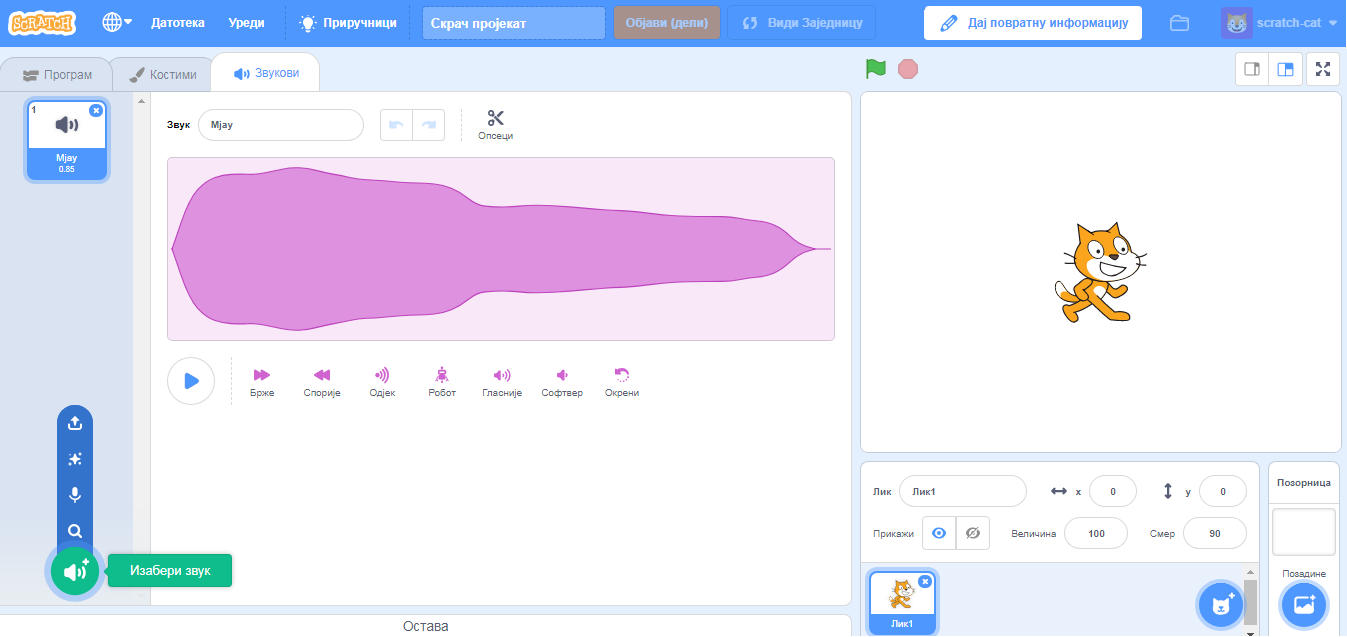 SCRATCH
Датотека
Уреди
Приручници
Скрач пројекат
Објави (дели)
Види Заједницу
Дај повратну информацију
scratch-cat
Програм
Костими
Звукови
1
Мјау
0.85
Звук
Мјау
Опсеци
Брже
Спорије
Одјек
Робот
Гласније
Софтвер
Окрени
Изабери звук
Остава
Лик
Лик1
x
0
y
0
Прикажи
Величина
100
Смер
90
Лик1
Позорница
Позадине